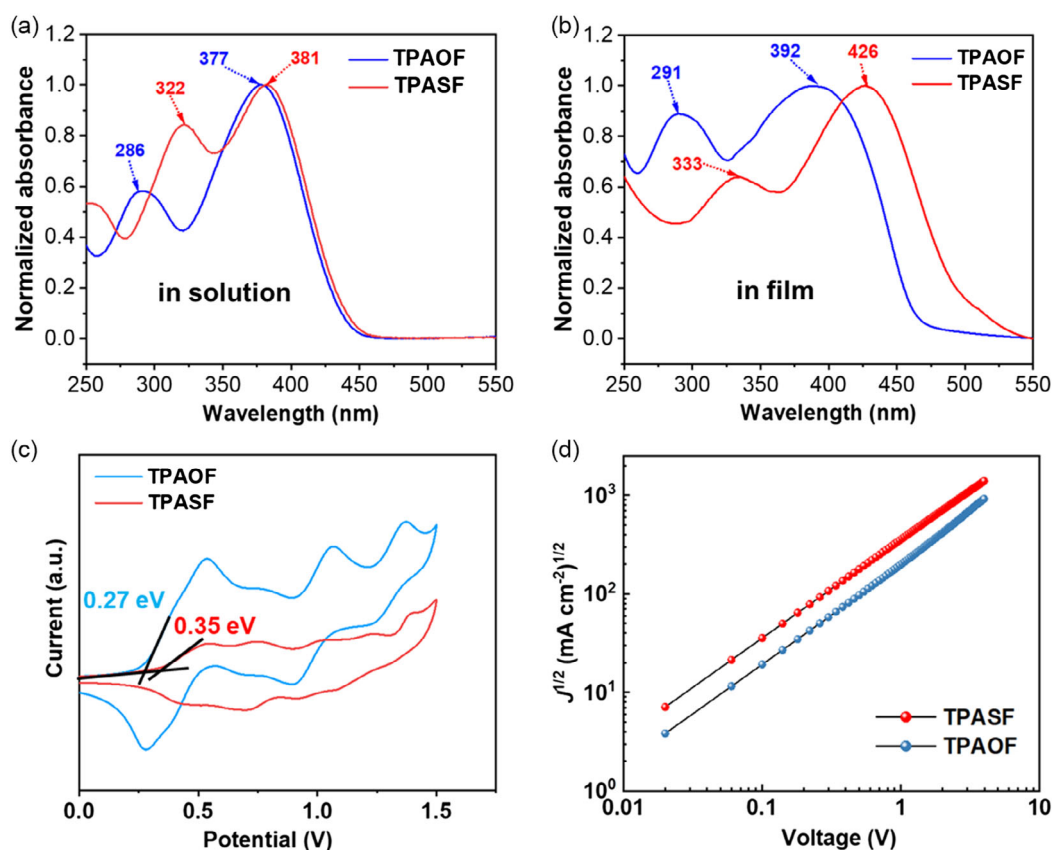 (a)
1.2
1.0
0.8
0.6
0.4
0.2
0.0
Normalized absorbance
377
381
322
286
TPAOF
TPASF
in solution
250 300 350 400 450 500 550
Wavelength (nm)
(b)
1.2
1.0
0.8
0.6
0.4
0.2
0.0
Normalized absorbance
392
426
291
333
TPAOF
TPASF
in film
250 300 350 400 450 500 550
Wavelength (nm)
(c)
TPAOF
TPASF
Current (a.u.)
0.27 eV
0.35 eV
0.0 0.5 1.0 1.5
Potential (V)
(d)
10³
10²
10¹
10⁰
J¹ᐟ² (mA cm⁻²)¹ᐟ²
TPASF
TPAOF
0.01 0.1 1 10
Voltage (V)